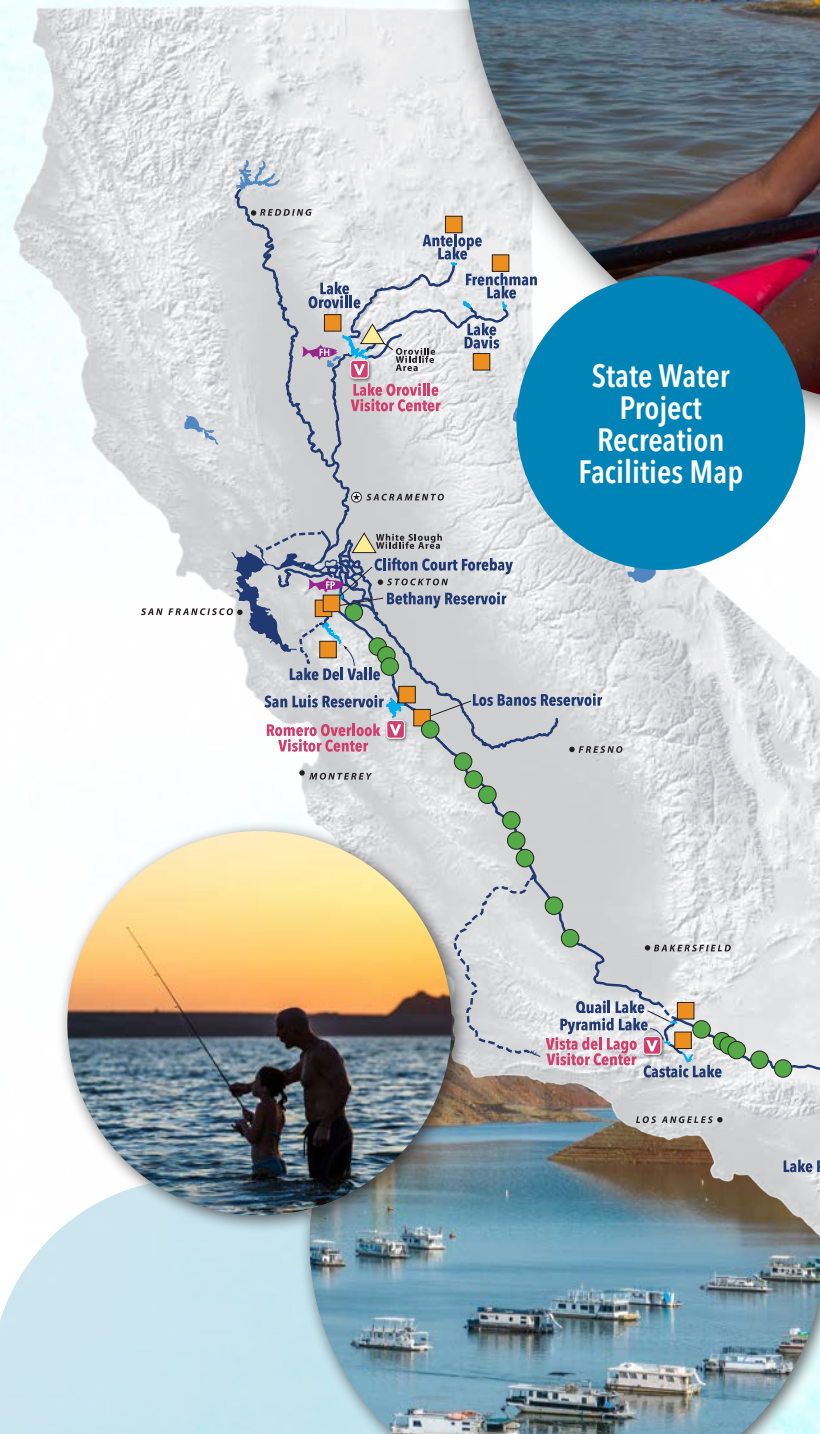 REDDING
Antelope
Lake
Frenchman
Lake
Lake
Oroville
Lake
Davis
FH
Oroville
Wildlife
Area
V
Lake Oroville
Visitor Center
State Water
Project
Recreation
Facilities Map
SACRAMENTO
White Slough
Wildlife Area
Clifton Court Forebay
FP
STOCKTON
Bethany Reservoir
SAN FRANCISCO
Lake Del Valle
San Luis Reservoir
Los Banos Reservoir
Romero Overlook
Visitor Center
V
FRESNO
MONTEREY
BAKERSFIELD
Quail Lake
Pyramid Lake
Vista del Lago
Visitor Center
V
Castaic Lake
LOS ANGELES
Lake